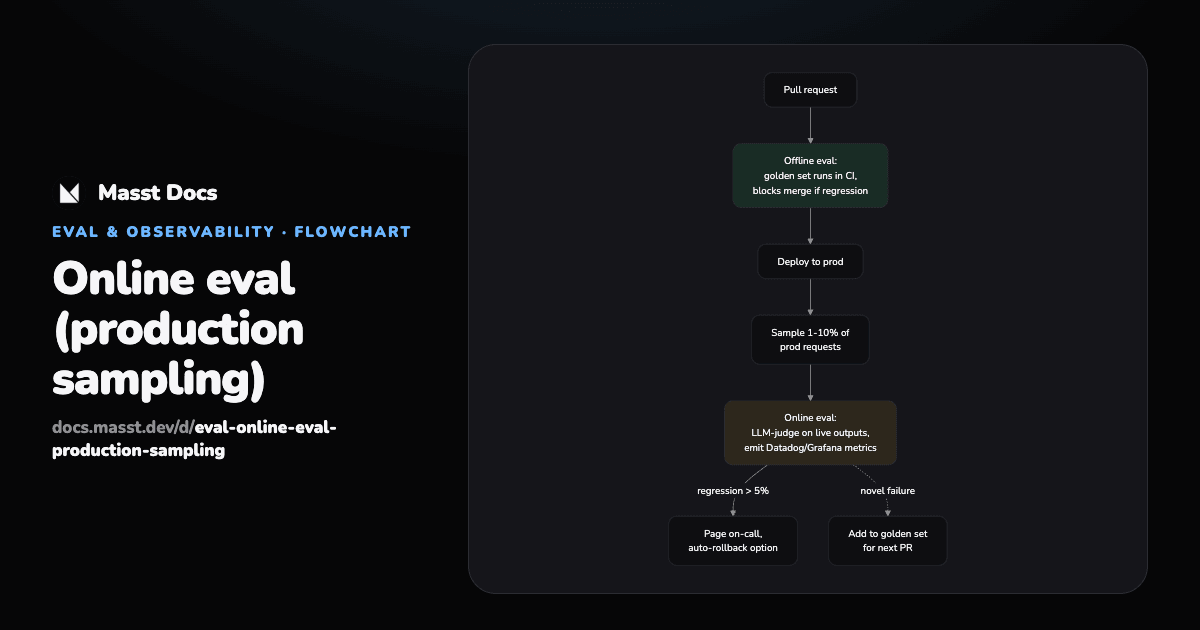 Masst Docs
EVAL & OBSERVABILITY · FLOWCHART
Online eval
(production
sampling)
docs.masst.dev/d/eval-online-eval-
production-sampling
Pull request
Offline eval:
golden set runs in CI,
blocks merge if regression
Deploy to prod
Sample 1-10% of
prod requests
Online eval:
LLM-judge on live outputs,
emit Datadog/Grafana metrics
regression > 5%
novel failure
Page on-call,
auto-rollback option
Add to golden set
for next PR